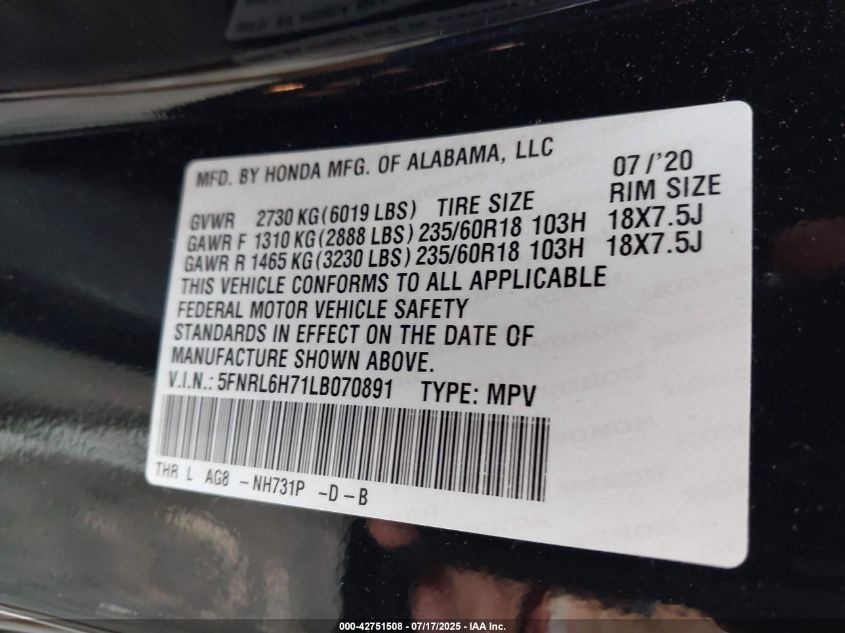 MFD. BY HONDA MFG. OF ALABAMA, LLC 07/'20
GVWR 2730 KG(6019 LBS) TIRE SIZE RIM SIZE
GAWR F 1310 KG(2888 LBS) 235/60R18 103H 18X7.5J
GAWR R 1465 KG(3230 LBS) 235/60R18 103H 18X7.5J
THIS VEHICLE CONFORMS TO ALL APPLICABLE
FEDERAL MOTOR VEHICLE SAFETY
STANDARDS IN EFFECT ON THE DATE OF
MANUFACTURE SHOWN ABOVE.
V.I.N.: 5FNRL6H71LB070891 TYPE: MPV
THR L AG8 -NH731P -D-B
000-42751508 - 07/17/2025 - IAA Inc.